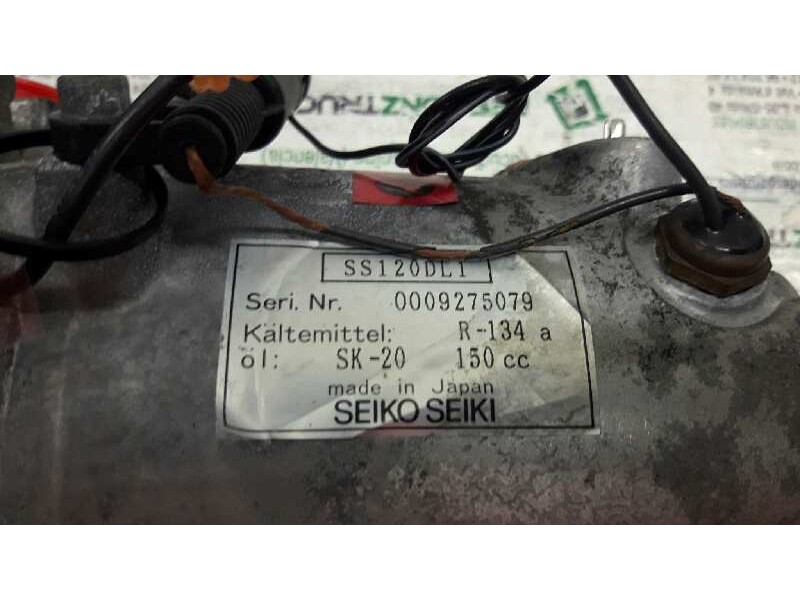 SS120DL1
Seri. Nr. 0009275079
Kältemittel: R-134 a
öl: SK-20 150 cc
made in Japan
SEIKO SEIKI